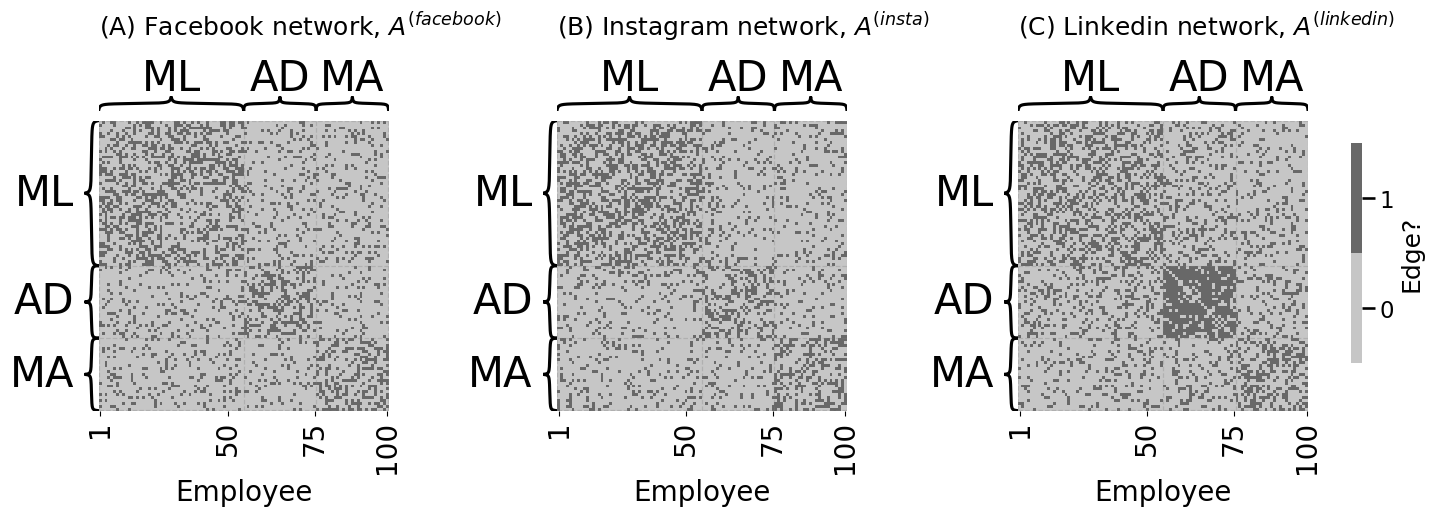 (A) Facebook network, A^(facebook)
(B) Instagram network, A^(insta)
(C) Linkedin network, A^(linkedin)
ML AD MA
ML AD MA
ML AD MA
ML
AD
MA
ML
AD
MA
ML
AD
MA
1 50 75 100
1 50 75 100
1 50 75 100
Employee
Employee
Employee
1
0
Edge?